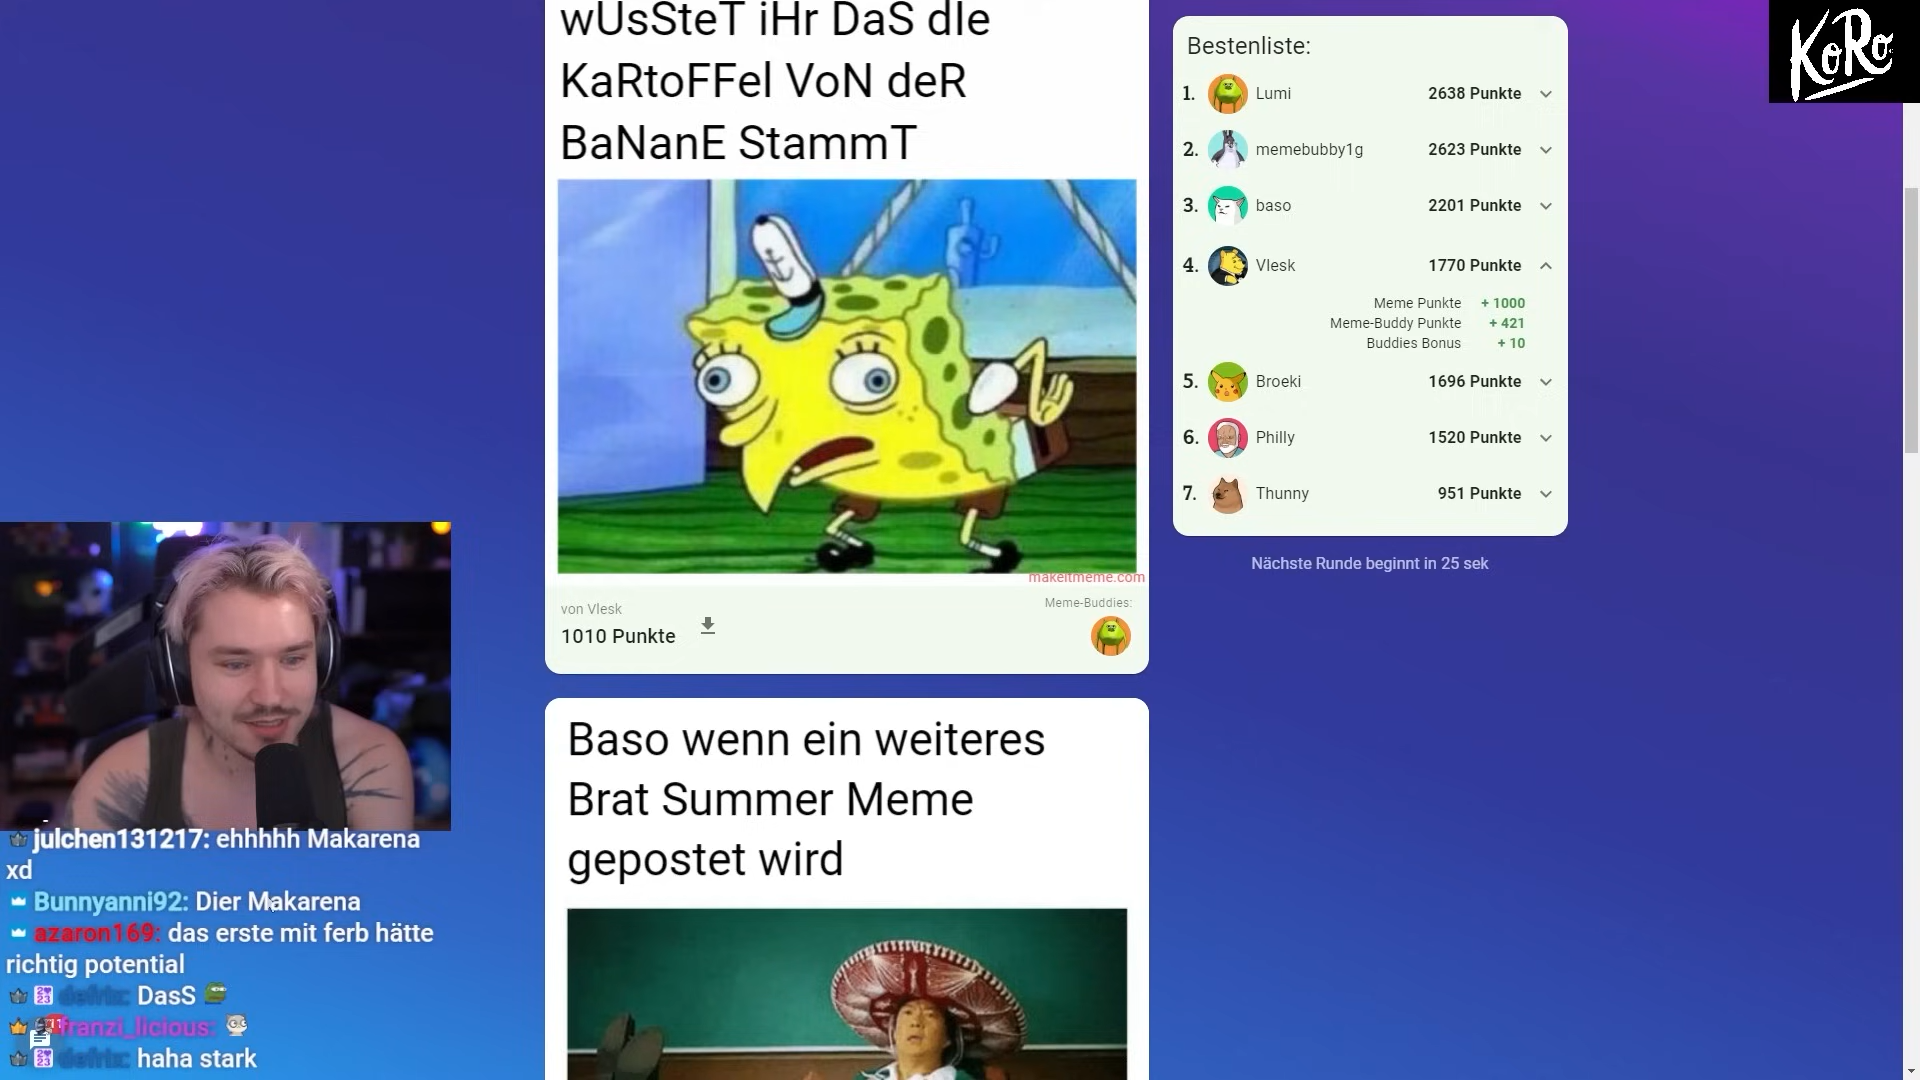 wUsSteT iHr DaS dIe
KaRtoFFel VoN deR
BaNanE StammT
makeitmeme.com
von Vlesk
1010 Punkte
Meme-Buddies:
Baso wenn ein weiteres
Brat Summer Meme
gepostet wird
Bestenliste:
1. Lumi 2638 Punkte
2. memebubby1g 2623 Punkte
3. baso 2201 Punkte
4. Vlesk 1770 Punkte
Meme Punkte + 1000
Meme-Buddy Punkte + 421
Buddies Bonus + 10
5. Broeki 1696 Punkte
6. Philly 1520 Punkte
7. Thunny 951 Punkte
Nächste Runde beginnt in 25 sek
KoRo
julchen131217: ehhhhh Makarena
xd
Bunnyanni92: Dier Makarena
azaron169: das erste mit ferb hätte
richtig potential
defrix: DasS
franzi_licious:
defrix: haha stark